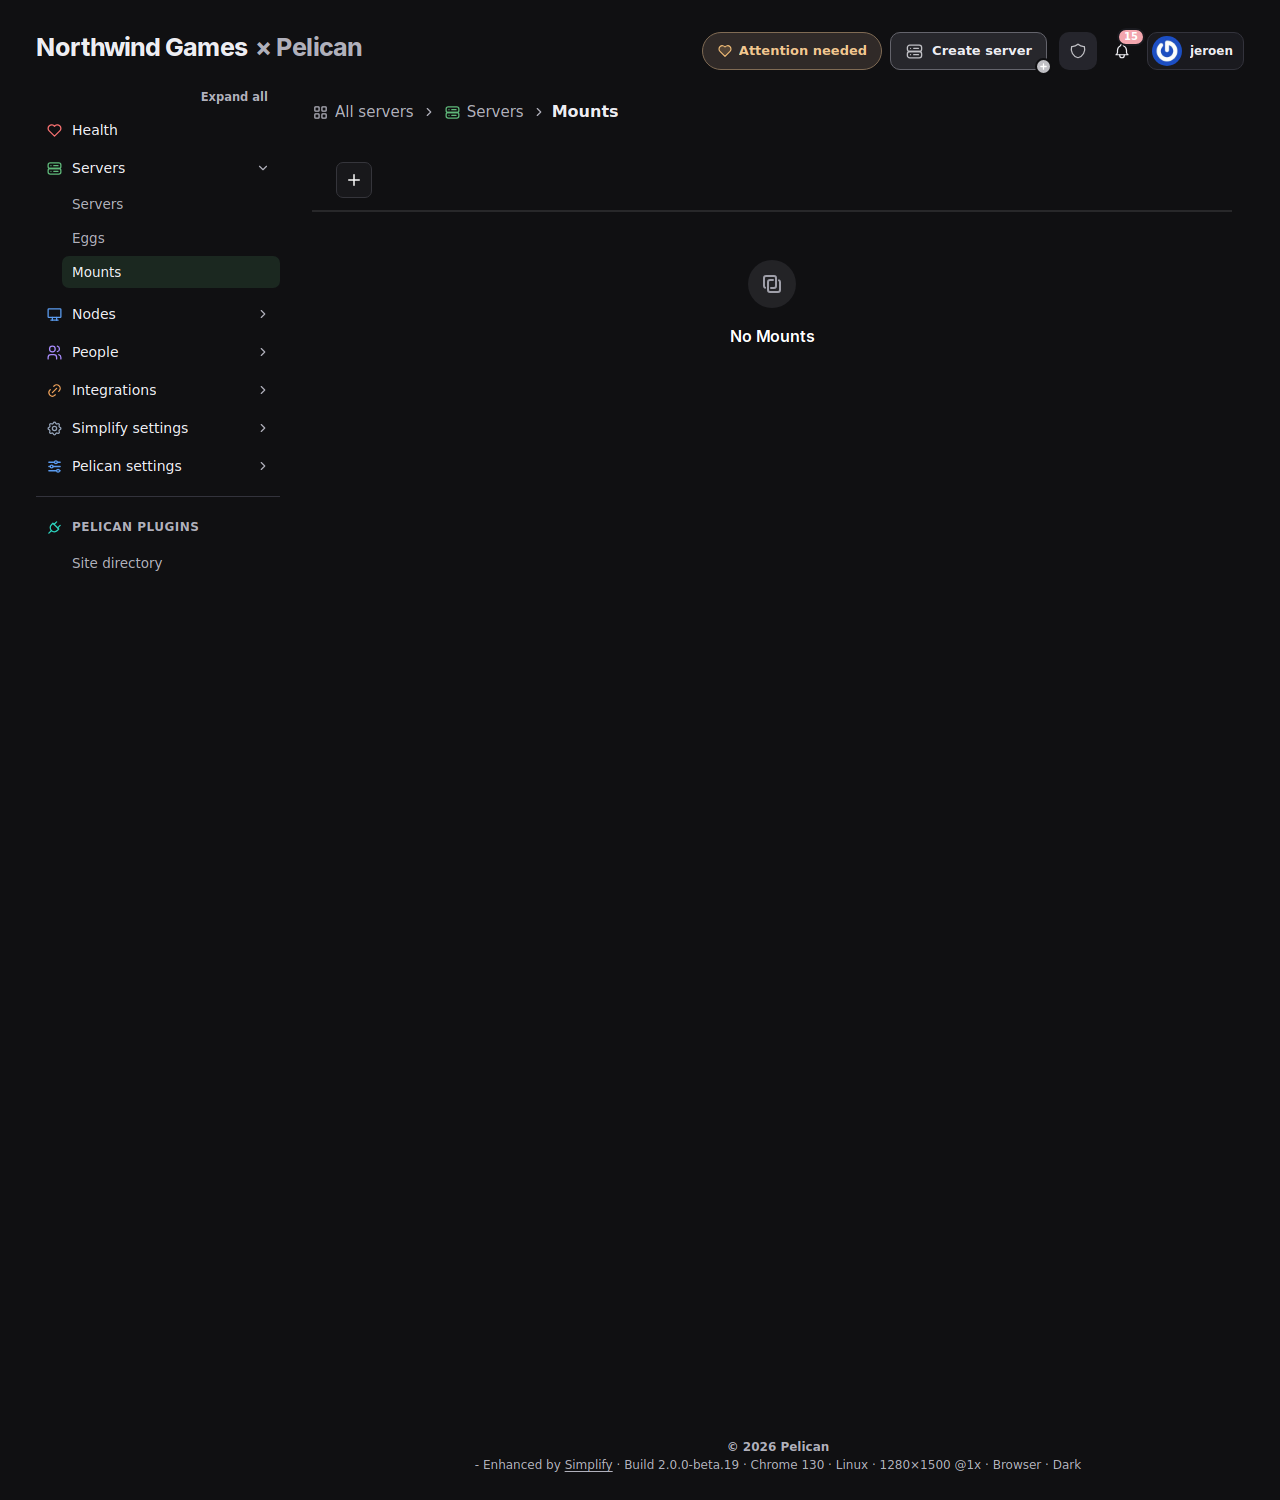 Northwind Games × Pelican
Attention needed
Create server
15
jeroen
Expand all
All servers
Servers
Mounts
Health
Servers
Servers
Eggs
Mounts
Nodes
People
Integrations
Simplify settings
Pelican settings
PELICAN PLUGINS
Site directory
No Mounts
© 2026 Pelican
- Enhanced by Simplify · Build 2.0.0-beta.19 · Chrome 130 · Linux · 1280×1500 @1x · Browser · Dark